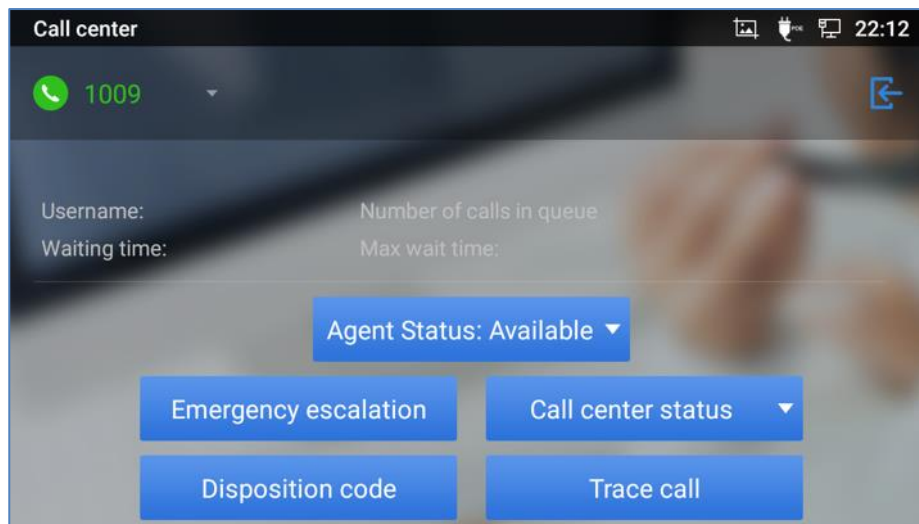 Call center 22:12
1009
Username: Number of calls in queue
Waiting time: Max wait time:
Agent Status: Available
Emergency escalation Call center status
Disposition code Trace call